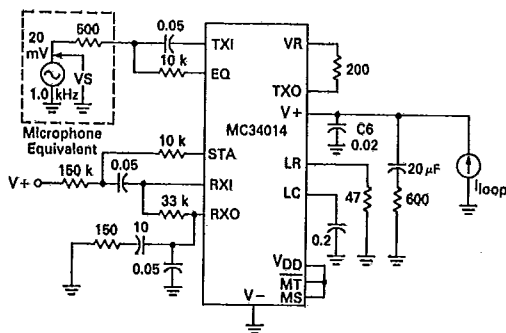 20
mV
600
VS
1.0 kHz
Microphone
Equivalent
0.05
10 k
TXI
EQ
VR
TXO
200
V+
C6
0.02
MC34014
10 k
STA
V+
150 k
0.05
RXI
33 k
RXO
150
10
0.05
LR
LC
47
0.2
20 µF
600
Iloop
VDD
MT
MS
V−